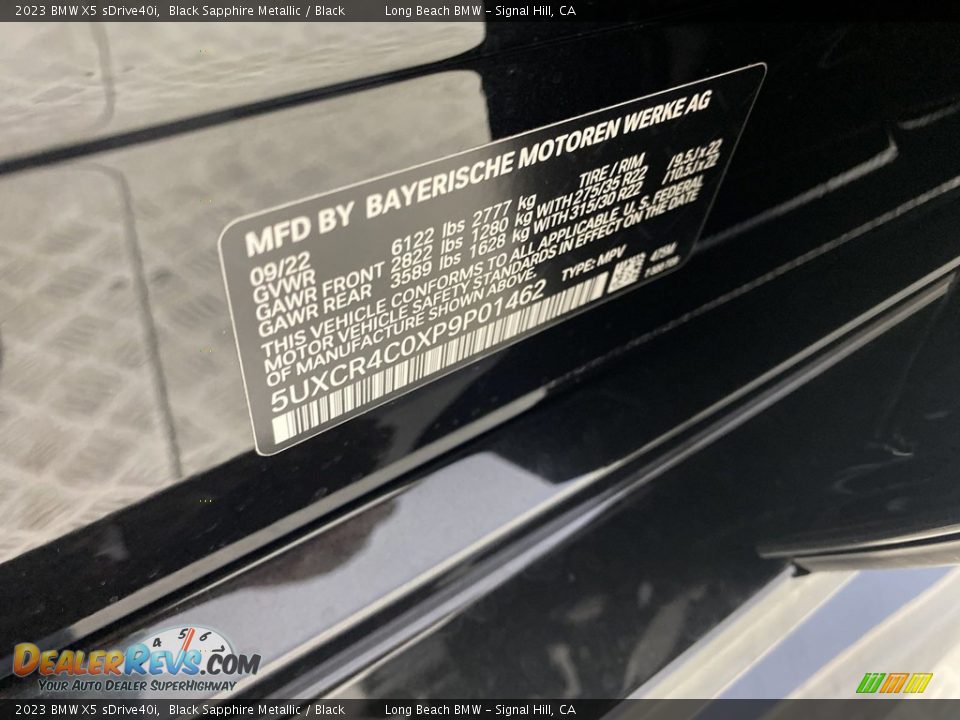 2023 BMW X5 sDrive40i, Black Sapphire Metallic / Black Long Beach BMW - Signal Hill, CA
MFD BY BAYERISCHE MOTOREN WERKE AG
09/22 TIRE / RIM
GVWR 6122 lbs 2777 kg
GAWR FRONT 2822 lbs 1280 kg WITH 275/35 R22 /9.5Jx22
GAWR REAR 3589 lbs 1628 kg WITH 315/30 R22 /10.5Jx22
THIS VEHICLE CONFORMS TO ALL APPLICABLE U.S. FEDERAL
MOTOR VEHICLE SAFETY STANDARDS IN EFFECT ON THE DATE
OF MANUFACTURE SHOWN ABOVE.
5UXCR4C0XP9P01462 TYPE: MPV 475M
4 5 6
DealerRevs.com
Your Auto Dealer SuperHighway
2023 BMW X5 sDrive40i, Black Sapphire Metallic / Black Long Beach BMW - Signal Hill, CA